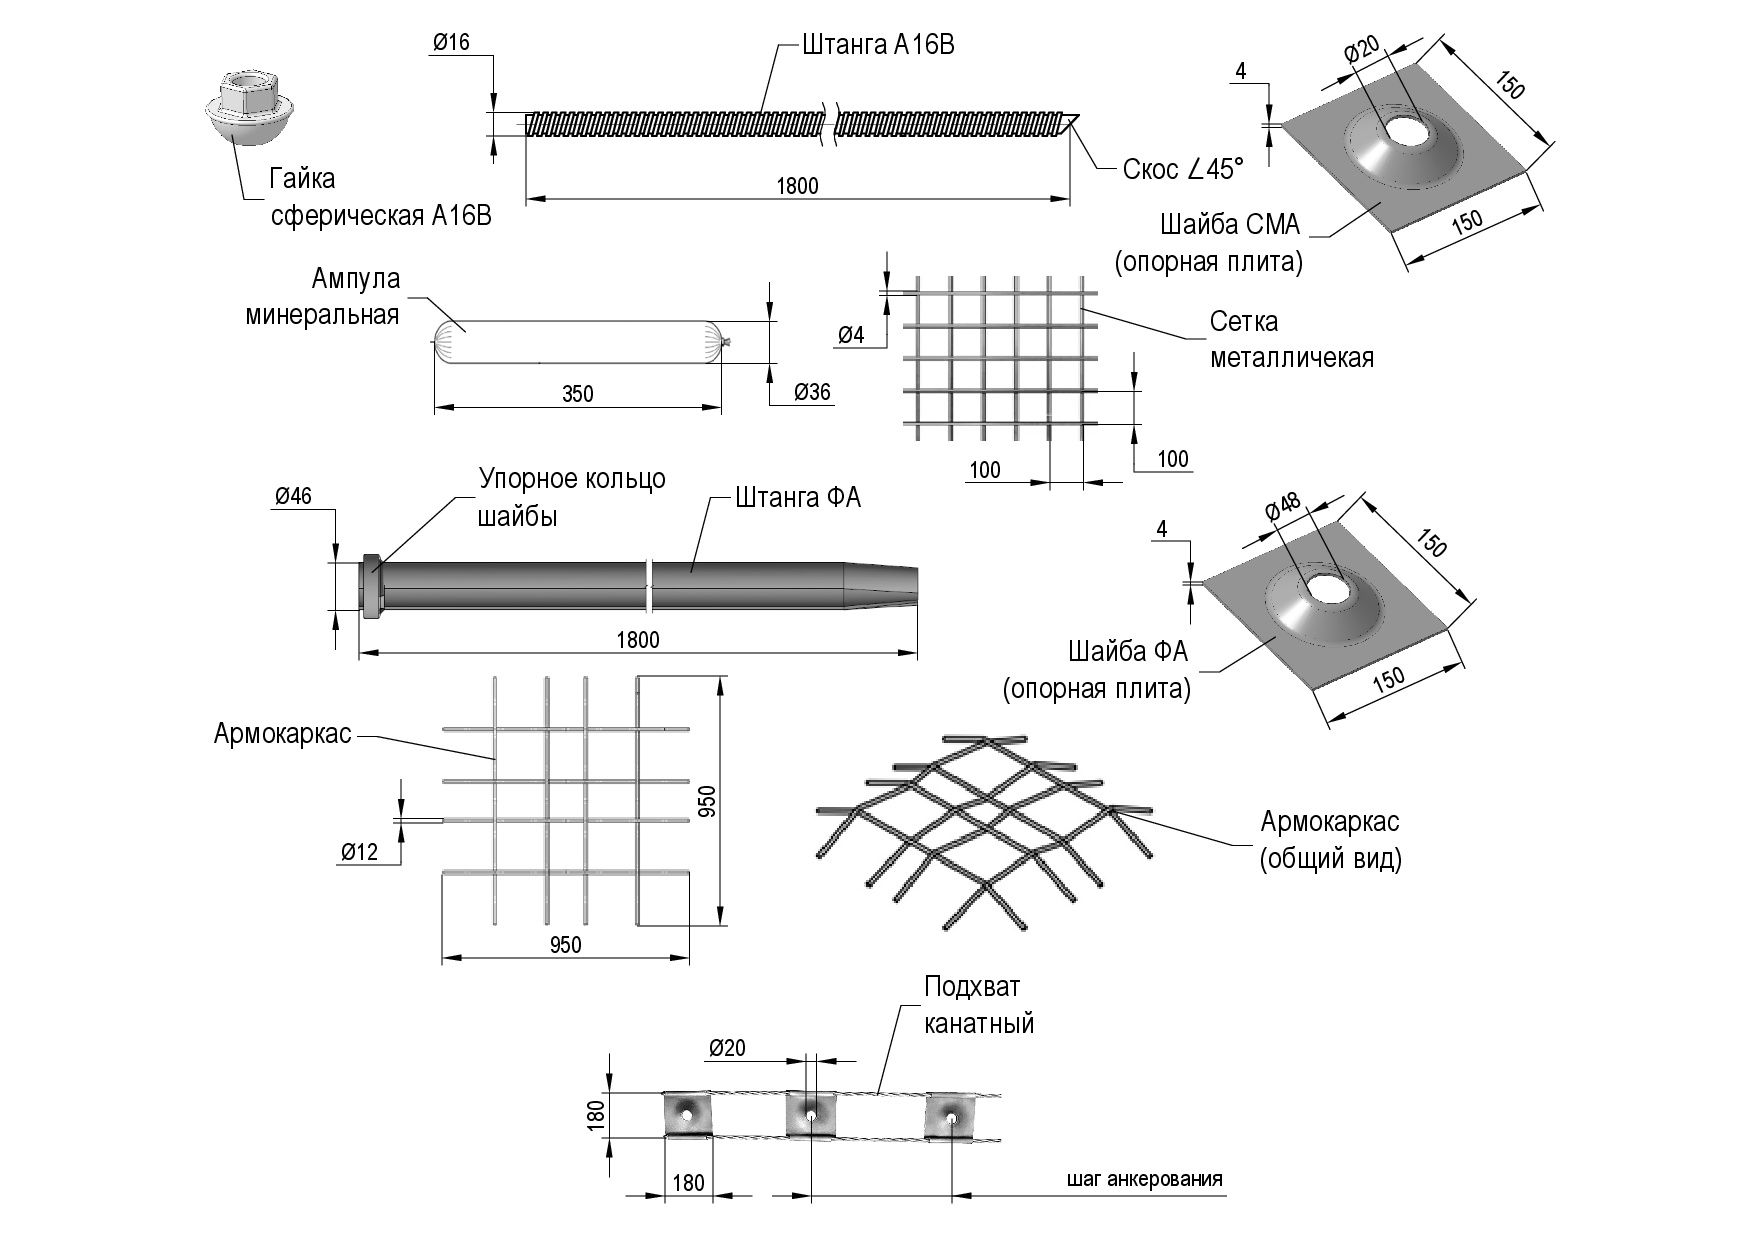 Ø16
Штанга А16В
Ø20
4
150
Гайка
сферическая А16В
1800
Скос ∠45°
Шайба СМА
(опорная плита)
150
Ампула
минеральная
350
Ø36
Ø4
Сетка
металличекая
100
100
Ø46
Упорное кольцо
шайбы
Штанга ФА
1800
Ø48
4
150
Шайба ФА
(опорная плита)
150
Армокаркас
Ø12
950
950
Армокаркас
(общий вид)
Подхват
канатный
Ø20
180
180
шаг анкерования